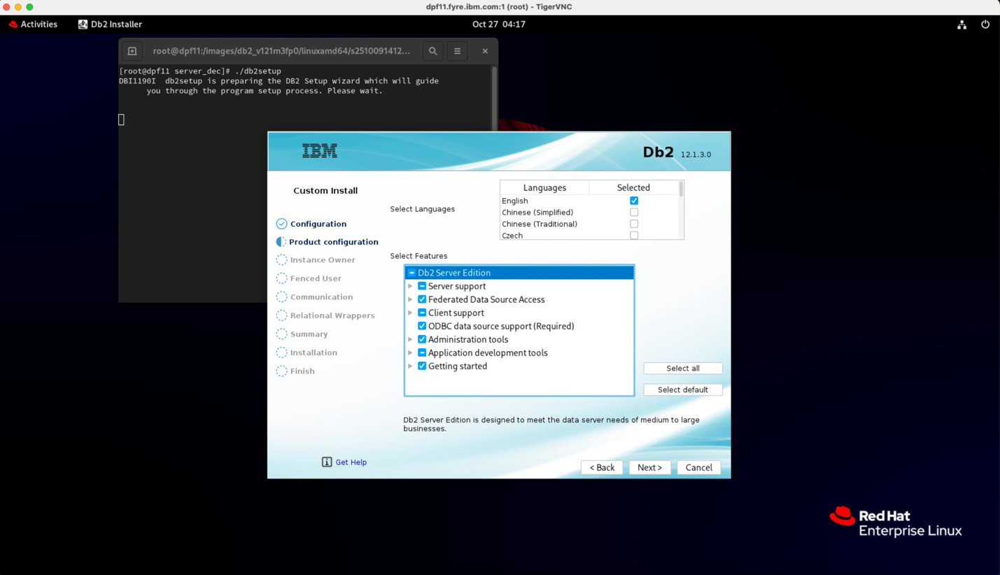 dpf11.fyre.ibm.com:1 (root) - TigerVNC
Activities
Db2 Installer
Oct 27 04:17
root@dpf11:/images/db2_v121m3fp0/linuxamd64/s2510091412...
[root@dpf11 server_dec]# ./db2setup
DBI1190I  db2setup is preparing the DB2 Setup wizard which will guide
you through the program setup process. Please wait.
IBM
Db2 12.1.3.0
Custom Install
Configuration
Product configuration
Instance Owner
Fenced User
Communication
Relational Wrappers
Summary
Installation
Finish
Select Languages
Languages Selected
English
Chinese (Simplified)
Chinese (Traditional)
Czech
Select Features
Db2 Server Edition
Server support
Federated Data Source Access
Client support
ODBC data source support (Required)
Administration tools
Application development tools
Getting started
Select all
Select default
Db2 Server Edition is designed to meet the data server needs of medium to large
businesses.
Get Help
< Back
Next >
Cancel
Red Hat
Enterprise Linux